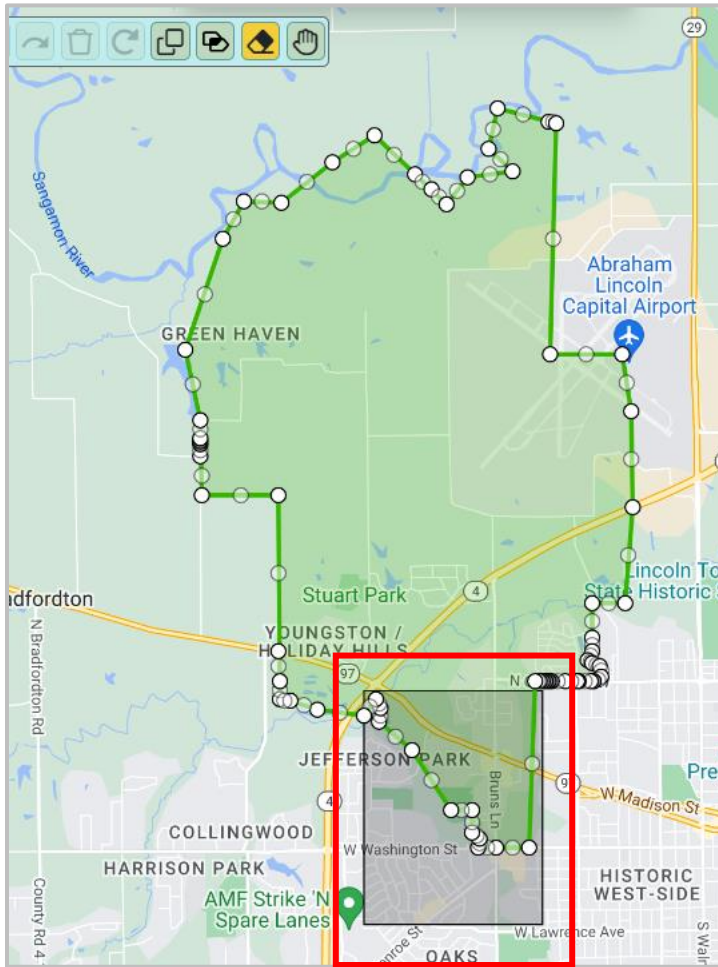 29
Sangamon River
Abraham
Lincoln
Capital Airport
GREEN HAVEN
4
Lincoln To
State Historic
dfordton
Stuart Park
N Bradfordton Rd
YOUNGSTON /
HOLIDAY HILLS
97
N
JEFFERSON PARK
Bruns Ln
9
Pre
4
W Madison St
COLLINGWOOD
W Washington St
HARRISON PARK
HISTORIC
WEST-SIDE
County Rd 4
AMF Strike 'N
Spare Lanes
W Lawrence Ave
nroe St
OAKS
S Waln